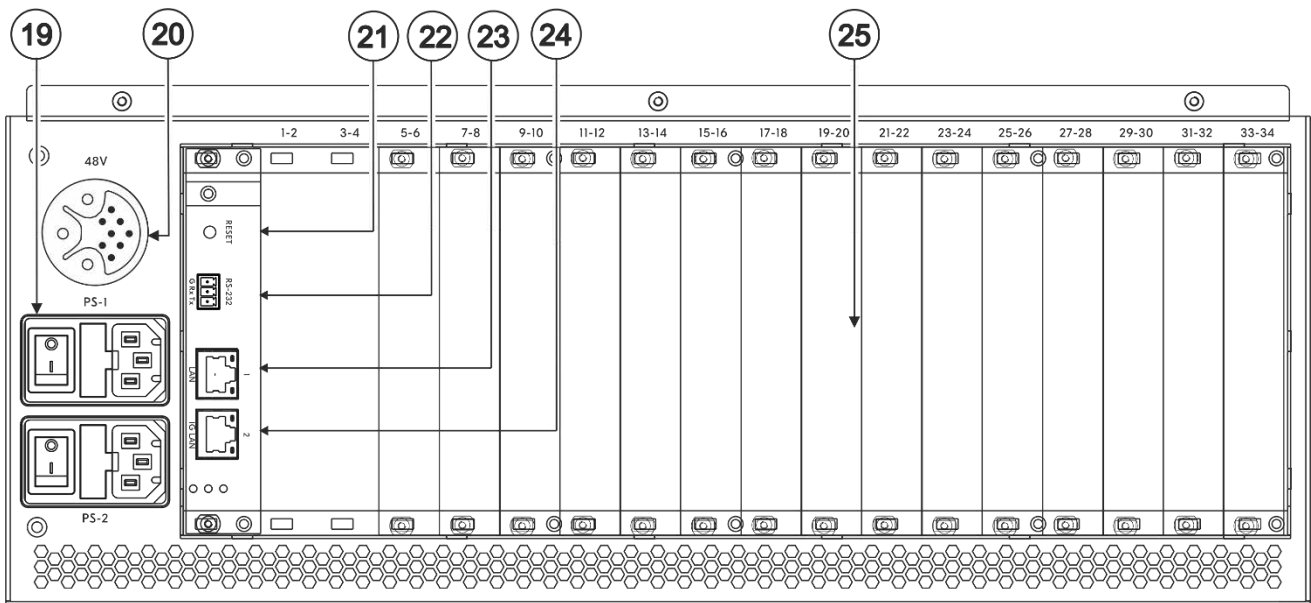 19 20 21 22 23 24 25
1-2 3-4 5-6 7-8 9-10 11-12 13-14 15-16 17-18 19-20 21-22 23-24 25-26 27-28 29-30 31-32 33-34
48V
RESET
RS-232
G Rx Tx
PS-1
1
LAN
2
IG LAN
PS-2